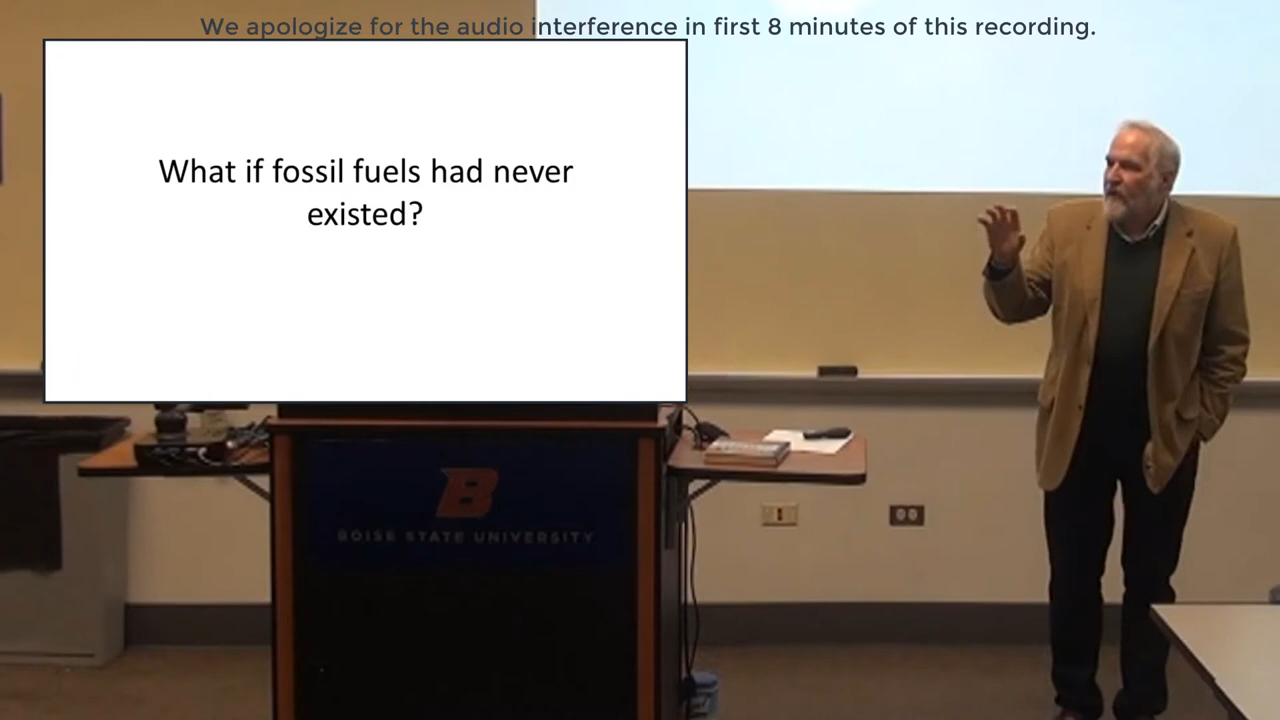 We apologize for the audio interference in first 8 minutes of this recording.
What if fossil fuels had never
existed?
B
BOISE STATE UNIVERSITY